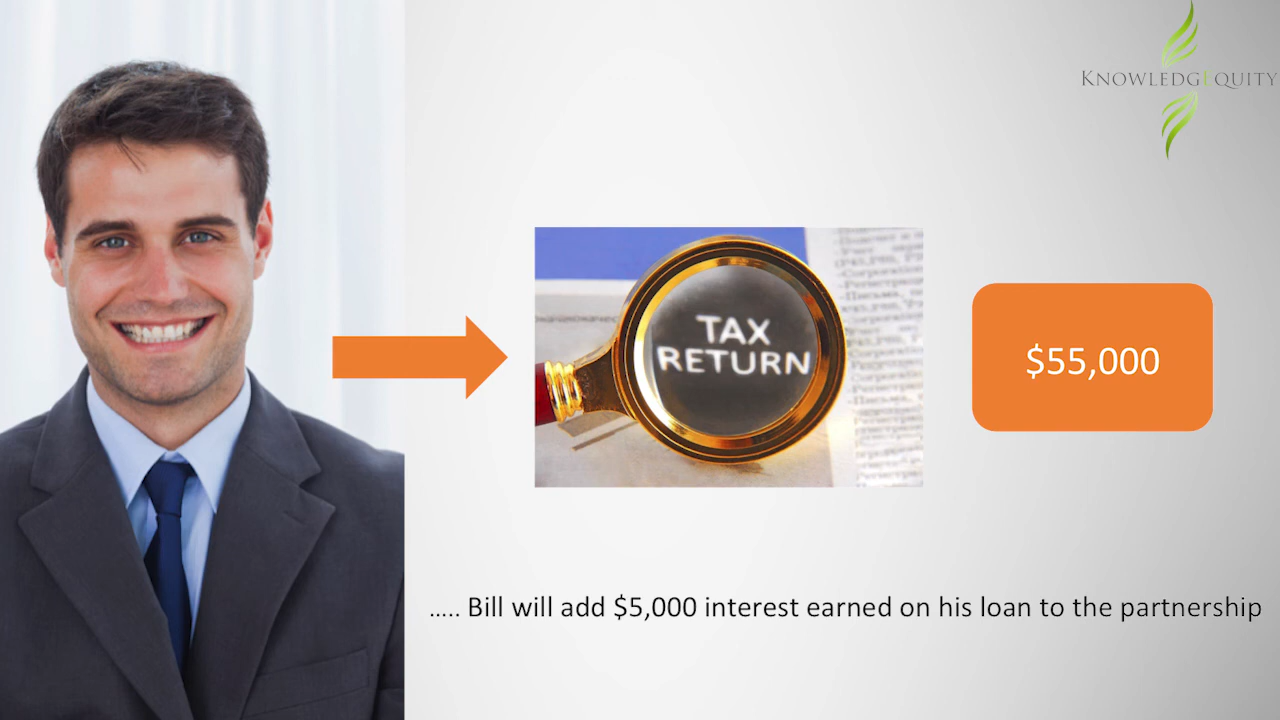 KNOWLEDGEQUITY
TAX
RETURN
$55,000
….. Bill will add $5,000 interest earned on his loan to the partnership